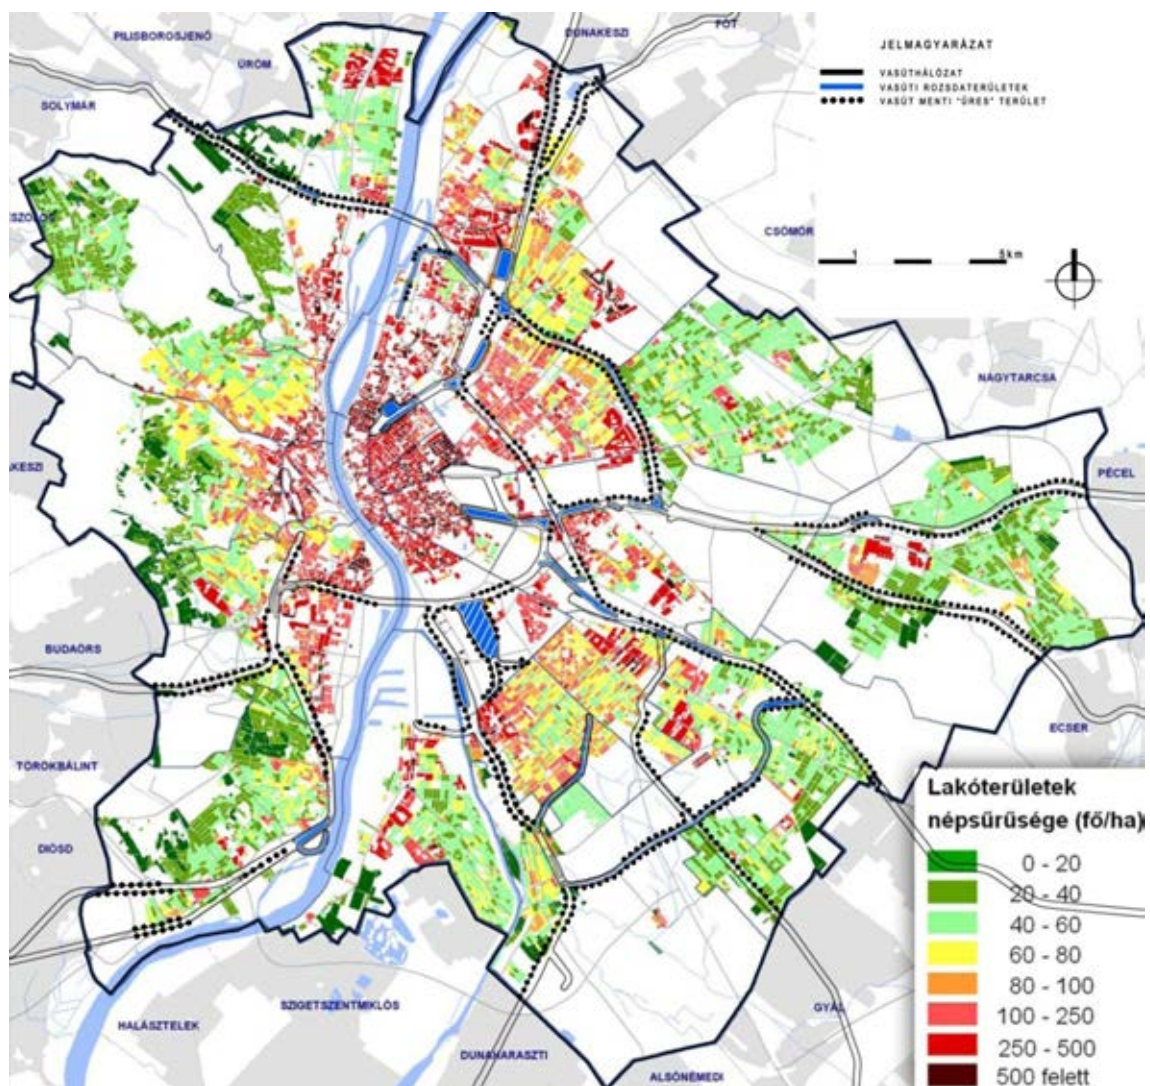 PILISBOROSJENŐ
ÜRÖM
DUNAKESZI
FÓT
SOLYMÁR
JELMAGYARÁZAT
VASÚTHÁLÓZAT
VASÚTI ROZSDATERÜLETEK
VASÚT MENTI "ÜRES" TERÜLET
CSÖMÖR
1 5km
NAGYTARCSA
AKESZI
PÉCEL
BUDAÖRS
ECSER
TÖRÖKBÁLINT
DIÓSD
Lakóterületek
népsűrűsége (fő/ha)
0 - 20
20 - 40
40 - 60
60 - 80
80 - 100
100 - 250
250 - 500
500 felett
SZIGETSZENTMIKLÓS
GYÁL
HALÁSZTELEK
DUNAHARASZTI
ALSÓNÉMEDI